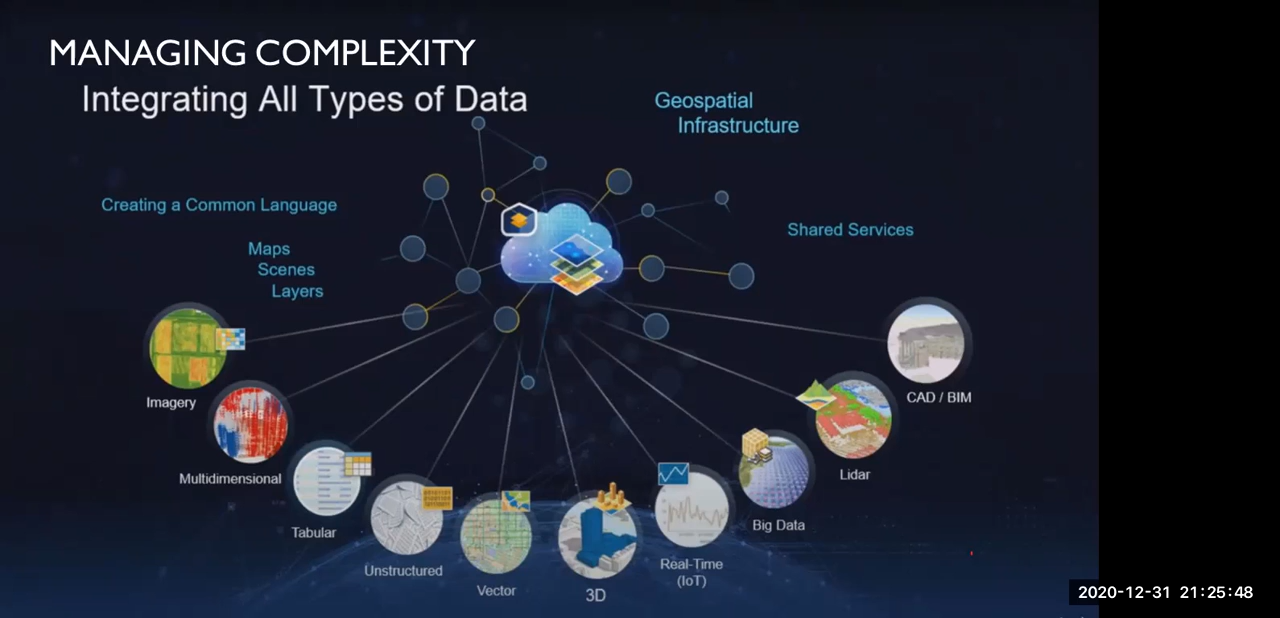 MANAGING COMPLEXITY
Integrating All Types of Data
Geospatial
Infrastructure
Creating a Common Language
Maps
Scenes
Layers
Shared Services
Imagery
Multidimensional
Tabular
Unstructured
Vector
3D
Real-Time
(IoT)
Big Data
Lidar
CAD / BIM
2020-12-31 21:25:48